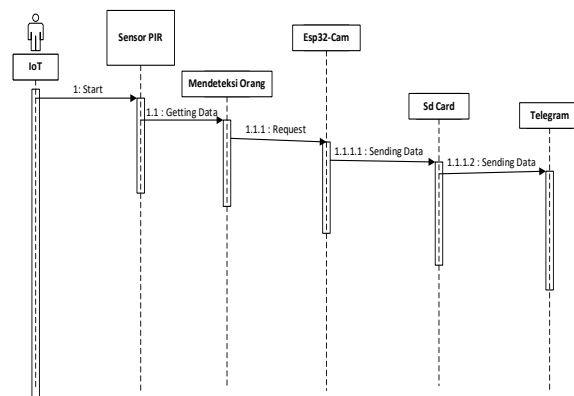 IoT
Sensor PIR
Mendeteksi Orang
Esp32-Cam
Sd Card
Telegram
1: Start
1.1 : Getting Data
1.1.1 : Request
1.1.1.1 : Sending Data
1.1.1.2 : Sending Data